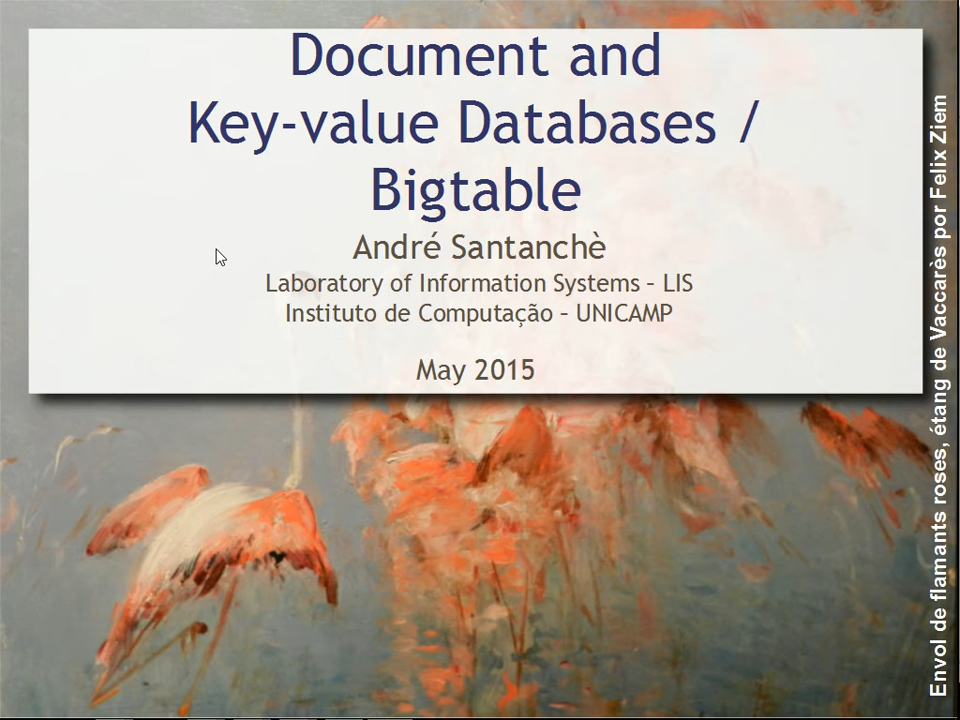 Document and
Key-value Databases /
Bigtable
André Santanchè
Laboratory of Information Systems – LIS
Instituto de Computação – UNICAMP
May 2015
Envol de flamants roses, étang de Vaccarès por Felix Ziem